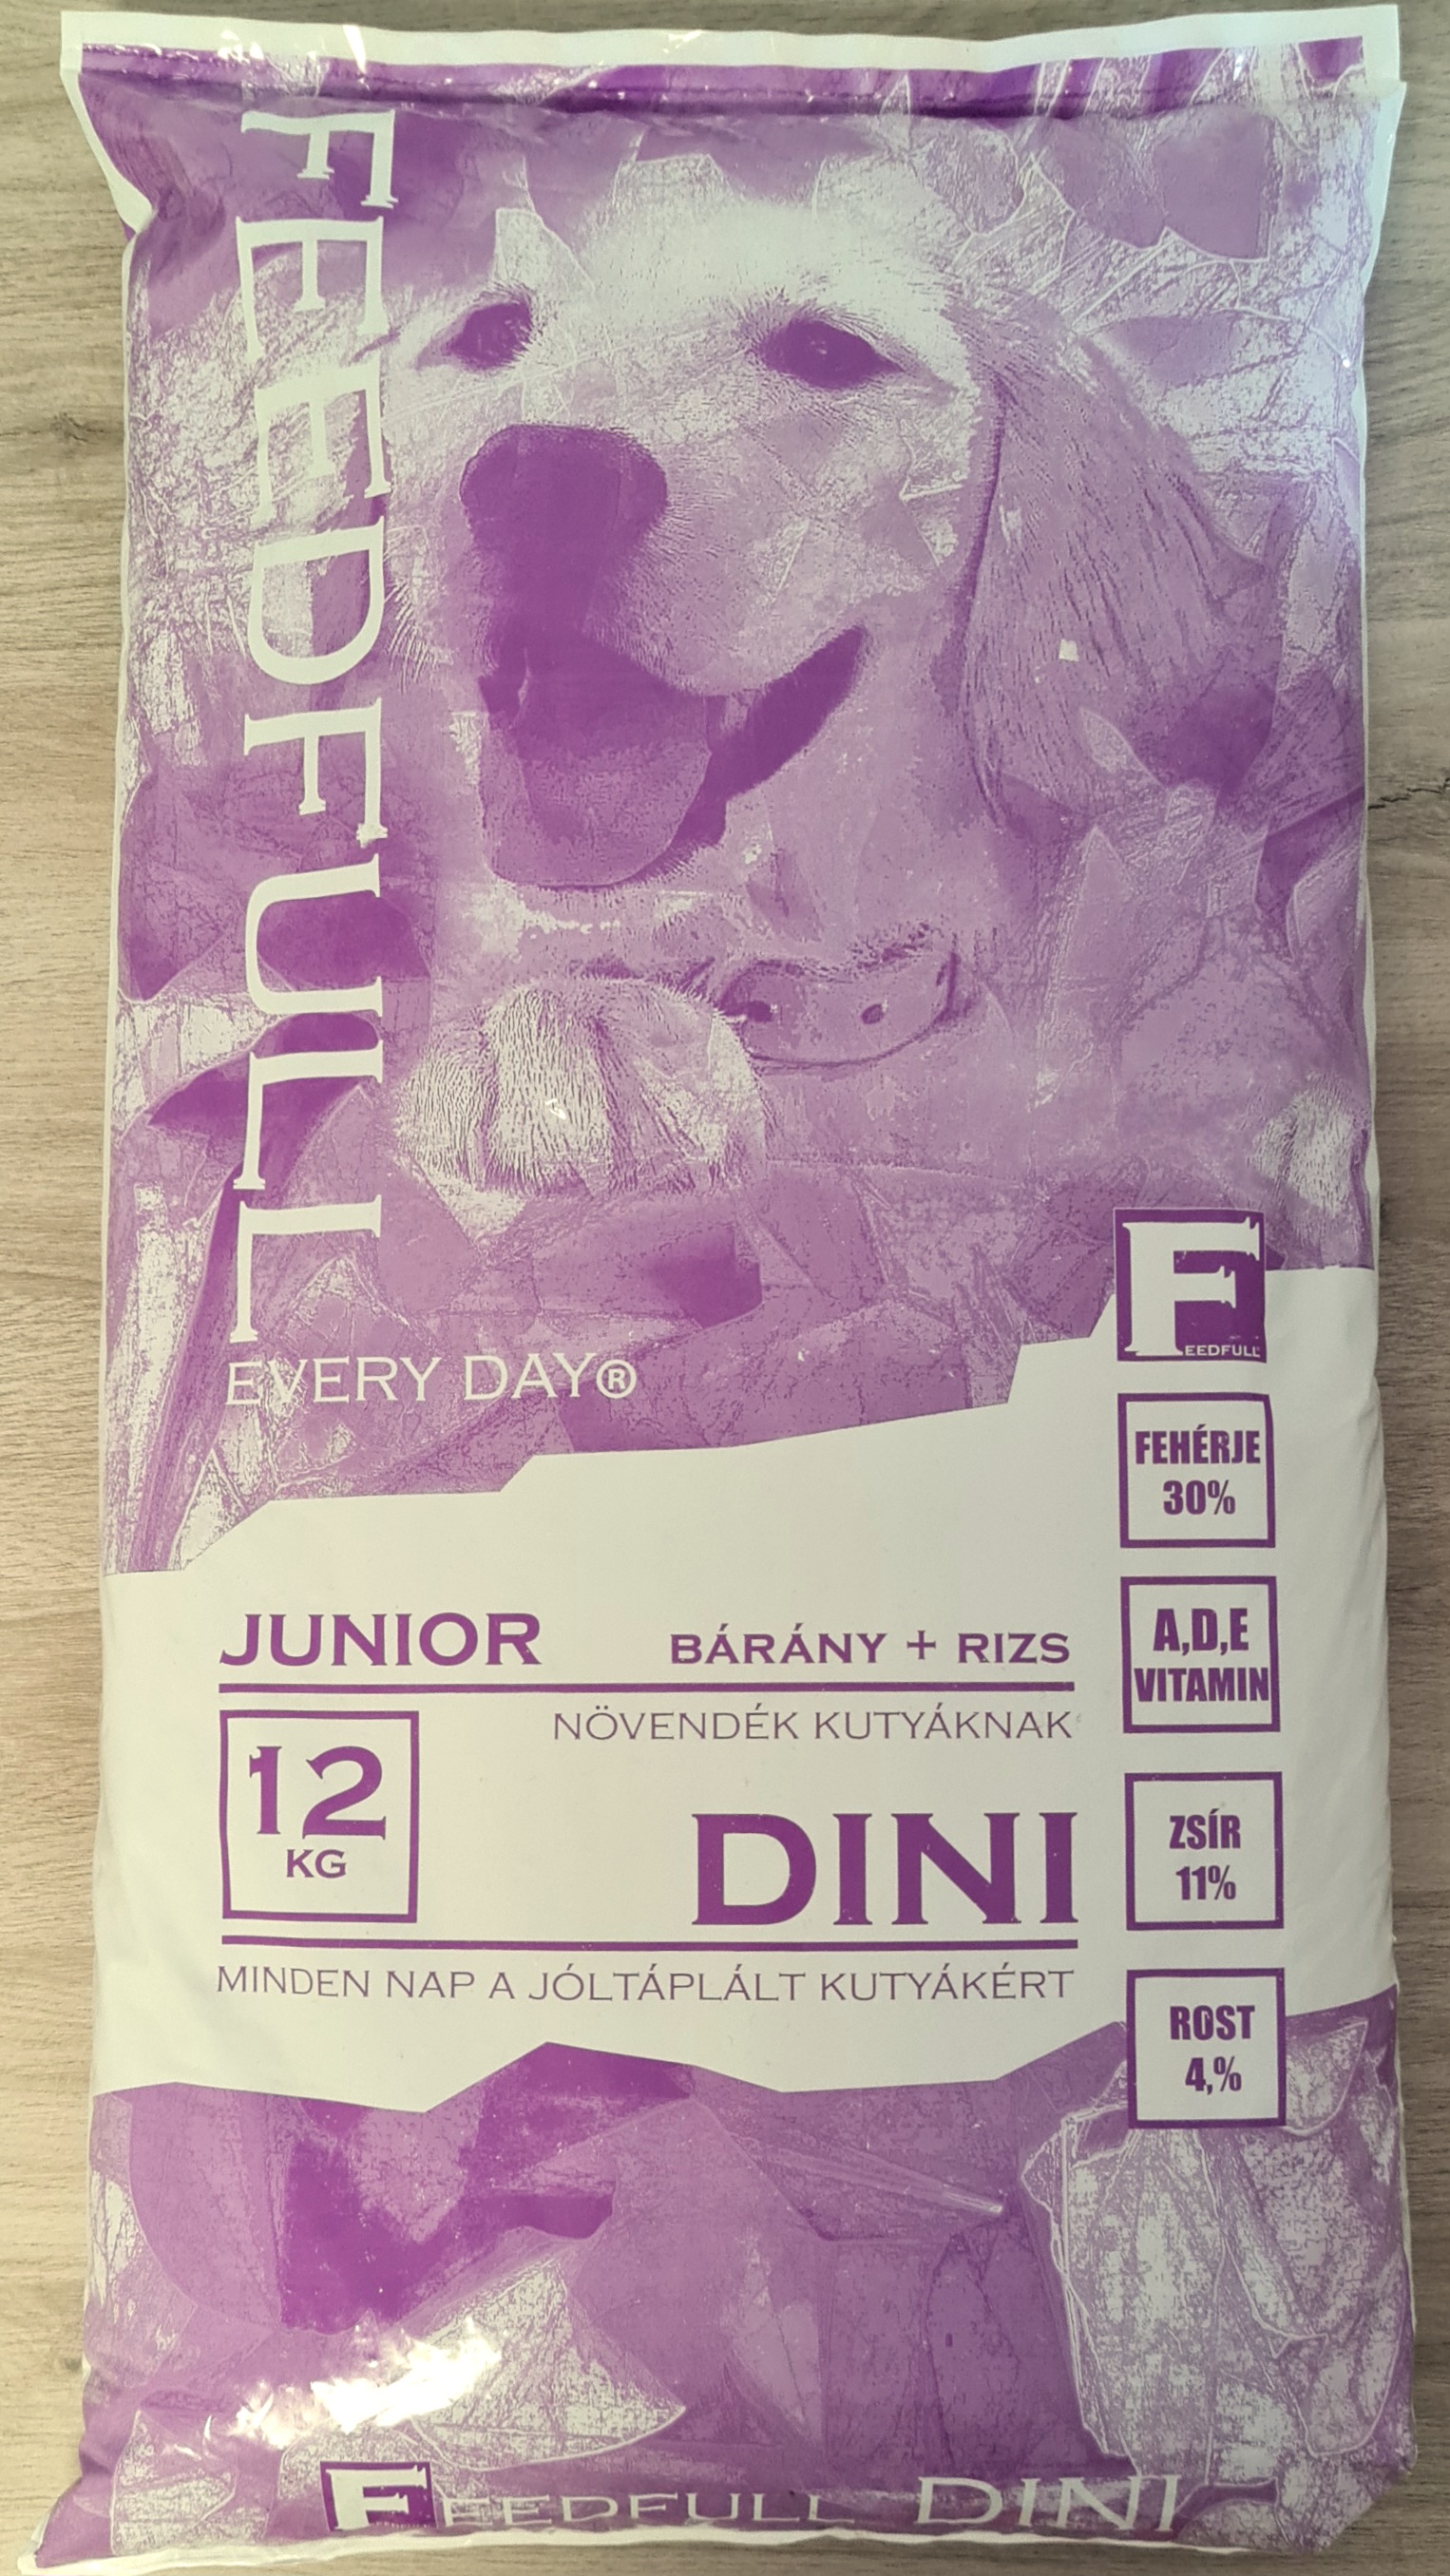 FEEDFULL
EVERY DAY®
F
EEDFULL
FEHÉRJE
30%
A,D,E
VITAMIN
ZSÍR
11%
ROST
4,%
JUNIOR BÁRÁNY + RIZS
NÖVENDÉK KUTYÁKNAK
12
KG
DINI
MINDEN NAP A JÓLTÁPLÁLT KUTYÁKÉRT
FEEDFULL DINI